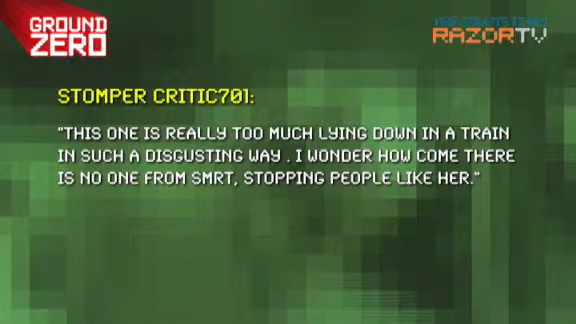 GROUND
ZERO
THE STRAITS TIMES
RAZORTV
STOMPER CRITIC701:
"THIS ONE IS REALLY TOO MUCH LYING DOWN IN A TRAIN
IN SUCH A DISGUSTING WAY . I WONDER HOW COME THERE
IS NO ONE FROM SMRT, STOPPING PEOPLE LIKE HER."